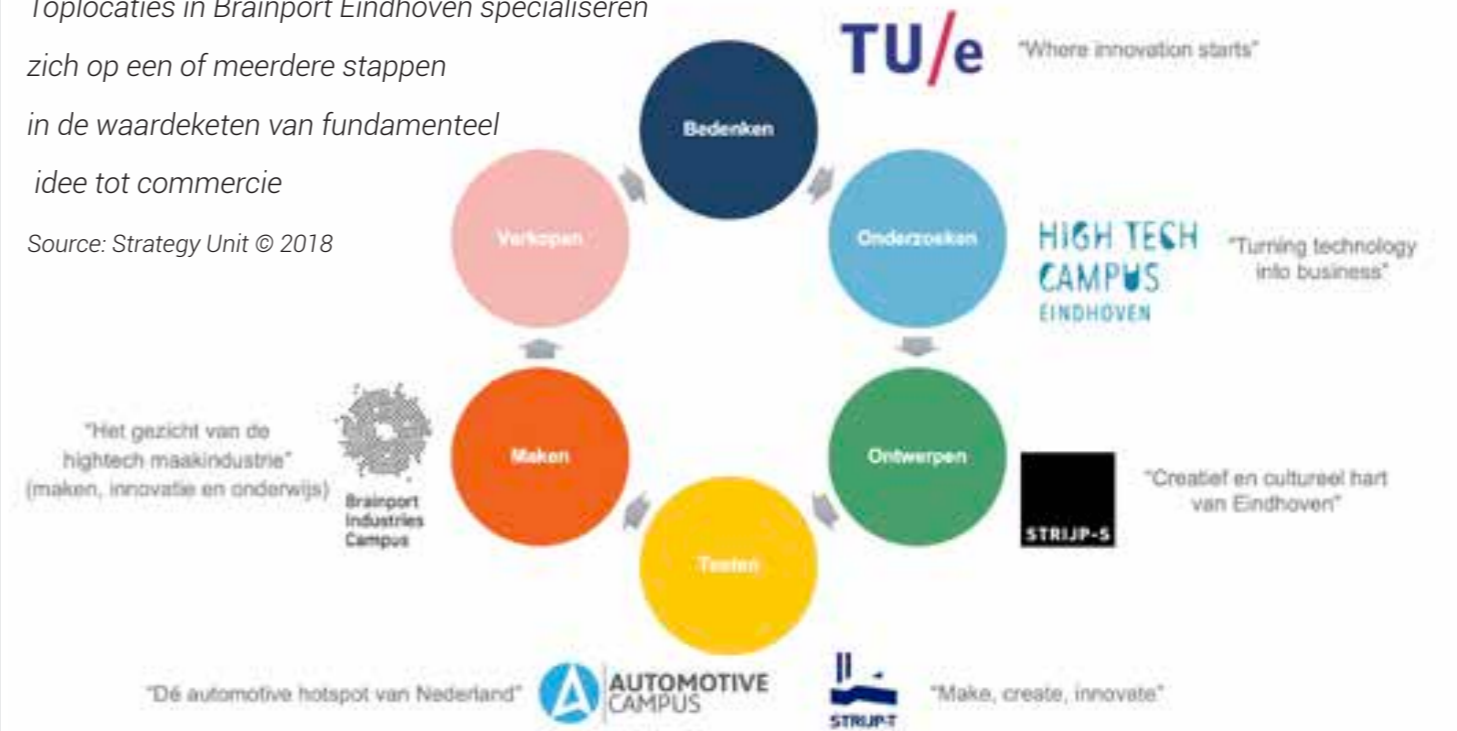 Toplocaties in Brainport Eindhoven specialiseren
zich op een of meerdere stappen
in de waardeketen van fundamenteel
idee tot commercie
Source: Strategy Unit © 2018
TU/e
"Where innovation starts"
Bedenken
Verkopen
Onderzoeken
HIGH TECH
CAMPUS
EINDHOVEN
"Turning technology
into business"
Maken
Ontwerpen
"Het gezicht van de
hightech maakindustrie"
(maken, innovatie en onderwijs)
Brainport
Industries
Campus
STRIJP-S
"Creatief en cultureel hart
van Eindhoven"
Testen
"Dé automotive hotspot van Nederland"
AUTOMOTIVE
CAMPUS
STRIJP-T
"Make, create, innovate"